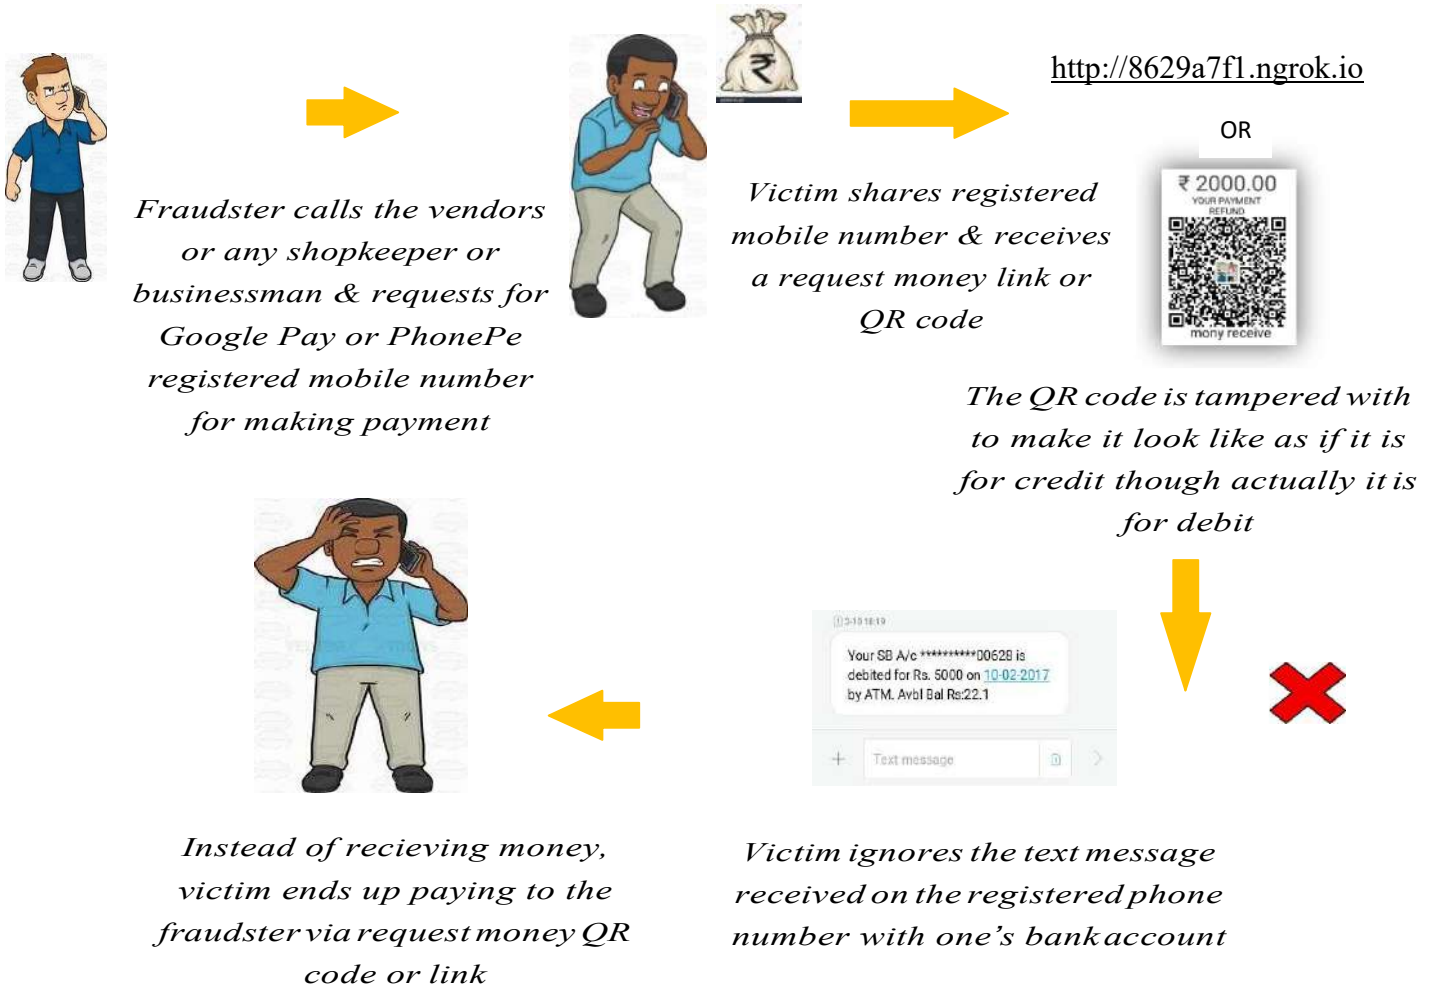 Fraudster calls the vendors
or any shopkeeper or
businessman & requests for
Google Pay or PhonePe
registered mobile number
for making payment
₹
Victim shares registered
mobile number & receives
a request money link or
QR code
http://8629a7f1.ngrok.io
OR
₹ 2000.00
YOUR PAYMENT
REFUND
mony receive
The QR code is tampered with
to make it look like as if it is
for credit though actually it is
for debit
Your SB A/c **********00628 is
debited for Rs. 5000 on 10-02-2017
by ATM. Avbl Bal Rs:22.1
Text message
Victim ignores the text message
received on the registered phone
number with one's bank account
Instead of recieving money,
victim ends up paying to the
fraudster via request money QR
code or link